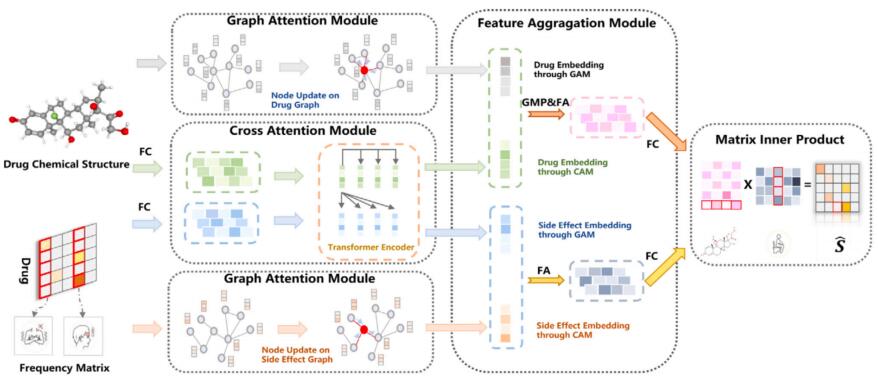 Graph Attention Module
Feature Aggragation Module
Node Update on
Drug Graph
Drug Embedding
through GAM
GMP&FA
Cross Attention Module
FC
Drug Chemical Structure
FC
FC
Matrix Inner Product
X
=
Drug Embedding
through CAM
Transformer Encoder
Side Effect Embedding
through GAM
FA
FC
Ŝ
Drug
Graph Attention Module
Node Update on
Side Effect Graph
Side Effect Embedding
through CAM
Frequency Matrix